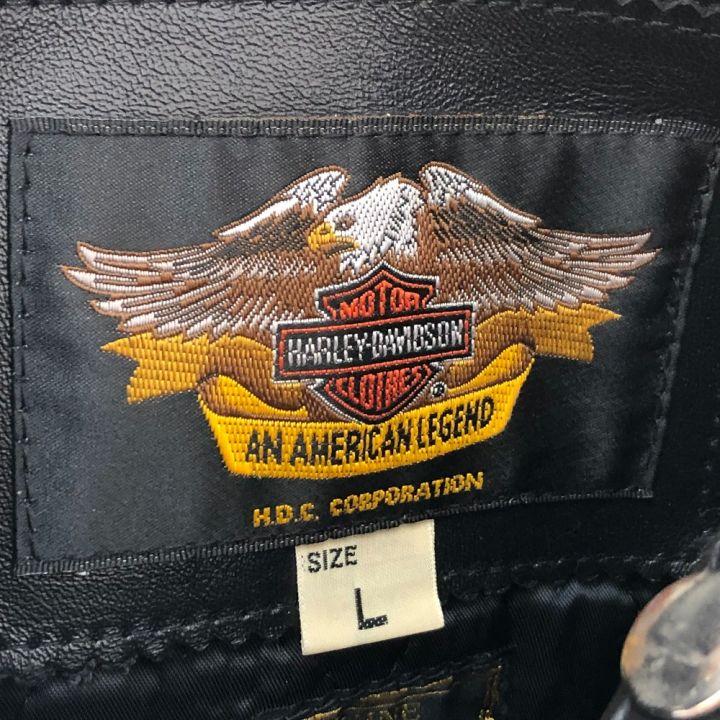 MOTOR
HARLEY-DAVIDSON
CLOTHES
®
AN AMERICAN LEGEND
H.D.C. CORPORATION
SIZE
L